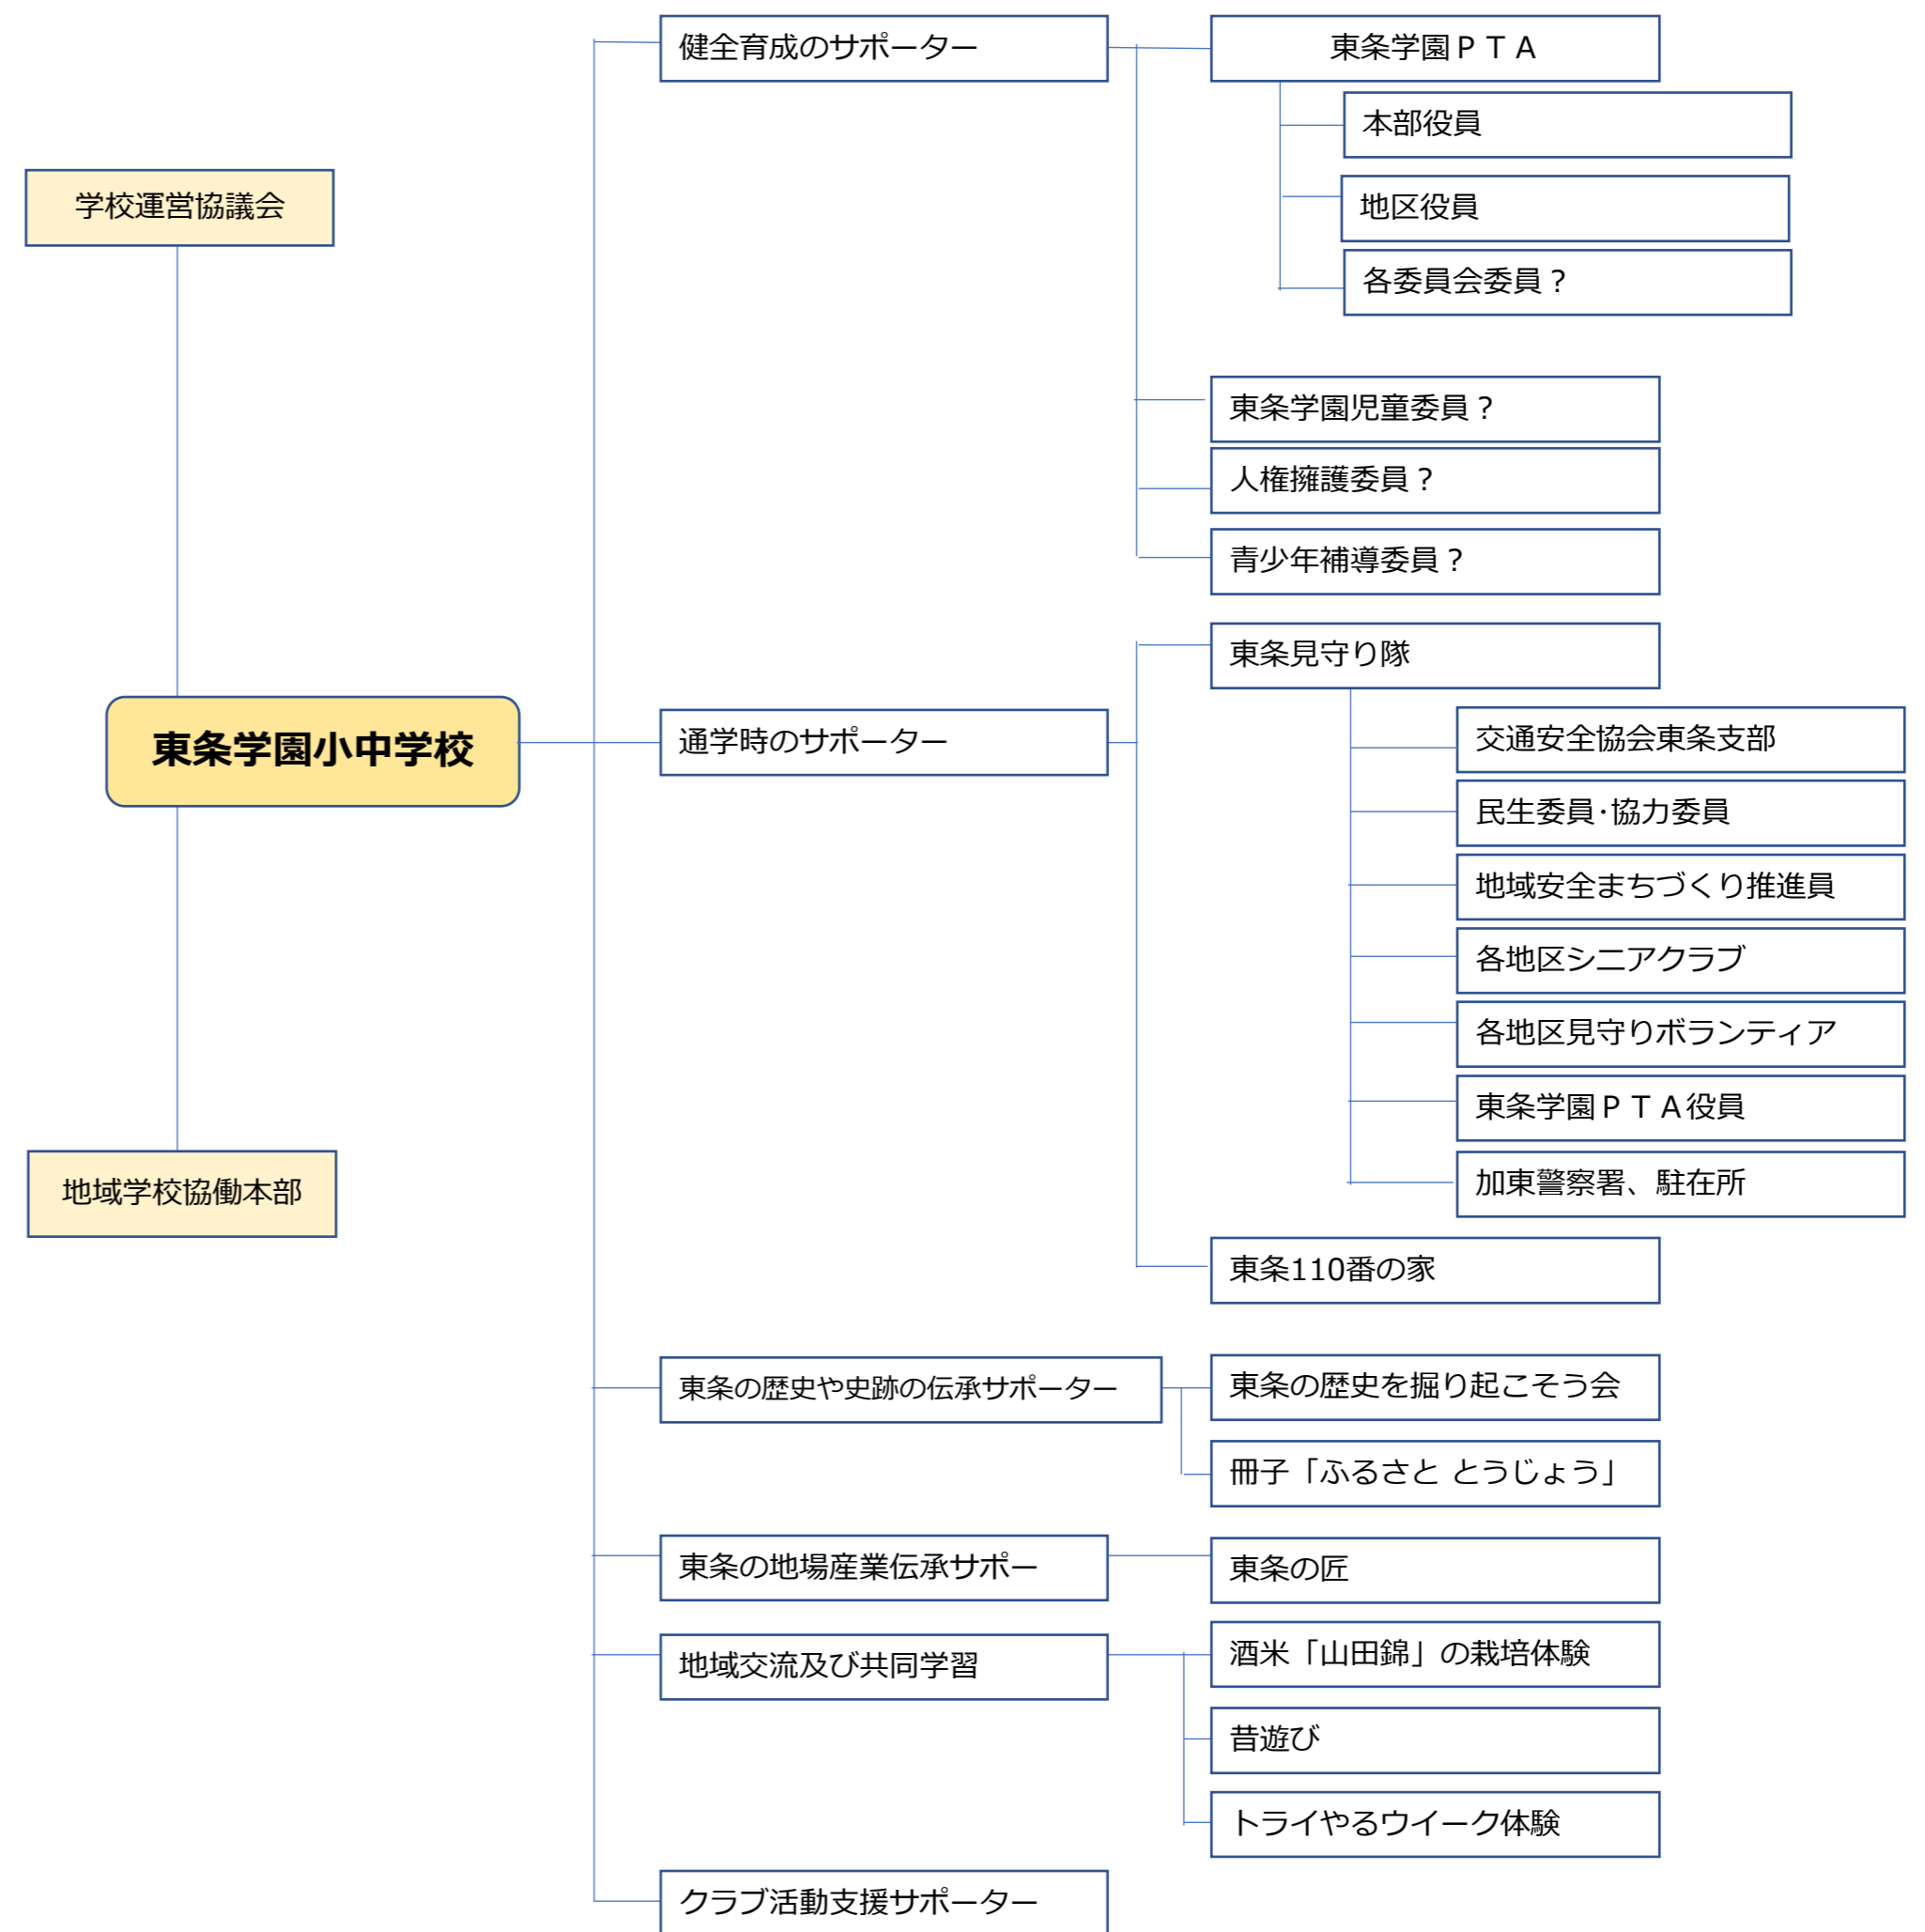 健全育成のサポーター
東条学園ＰＴＡ
本部役員
学校運営協議会
地区役員
各委員会委員？
東条学園児童委員？
人権擁護委員？
青少年補導委員？
東条見守り隊
東条学園小中学校
通学時のサポーター
交通安全協会東条支部
民生委員･協力委員
地域安全まちづくり推進員
各地区シニアクラブ
各地区見守りボランティア
東条学園ＰＴＡ役員
地域学校協働本部
加東警察署、駐在所
東条110番の家
東条の歴史や史跡の伝承サポーター
東条の歴史を掘り起こそう会
冊子「ふるさと とうじょう」
東条の地場産業伝承サポー
東条の匠
地域交流及び共同学習
酒米「山田錦」の栽培体験
昔遊び
トライやるウイーク体験
クラブ活動支援サポーター